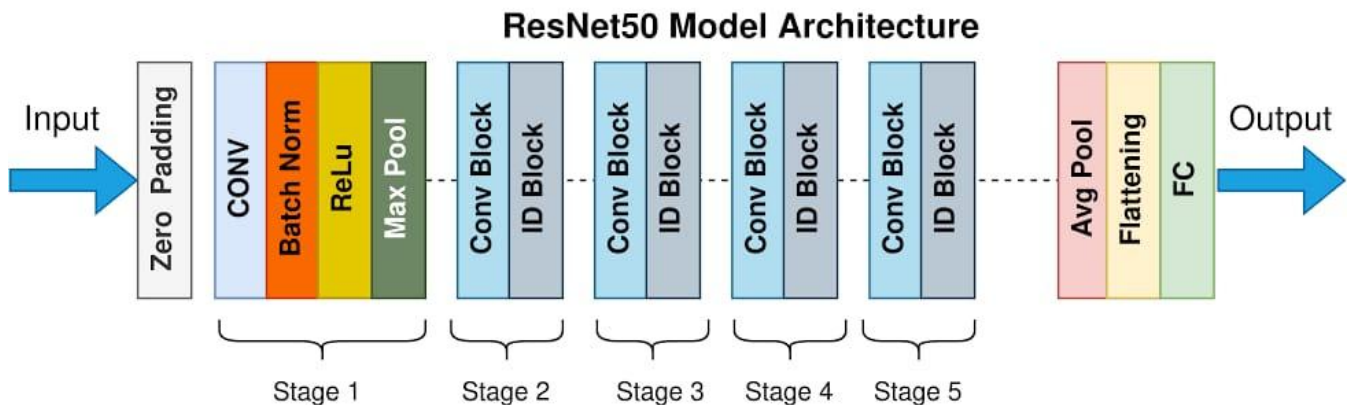 ResNet50 Model Architecture
Input
Zero Padding
CONV
Batch Norm
ReLu
Max Pool
Conv Block
ID Block
Conv Block
ID Block
Conv Block
ID Block
Conv Block
ID Block
Avg Pool
Flattening
FC
Output
Stage 1
Stage 2
Stage 3
Stage 4
Stage 5